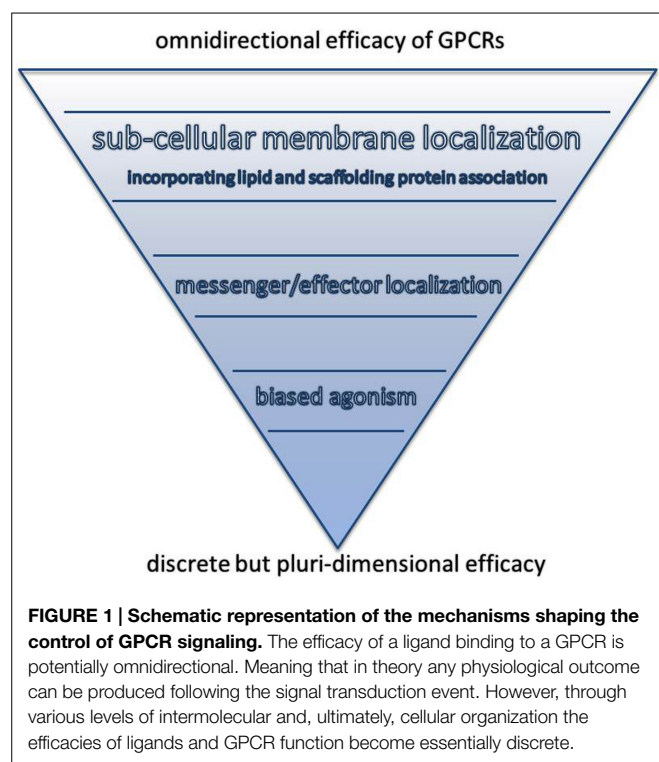 omnidirectional efficacy of GPCRs
sub-cellular membrane localization
incorporating lipid and scaffolding protein association
messenger/effector localization
biased agonism
discrete but pluri-dimensional efficacy
FIGURE 1 | Schematic representation of the mechanisms shaping the
control of GPCR signaling. The efficacy of a ligand binding to a GPCR is
potentially omnidirectional. Meaning that in theory any physiological outcome
can be produced following the signal transduction event. However, through
various levels of intermolecular and, ultimately, cellular organization the
efficacies of ligands and GPCR function become essentially discrete.